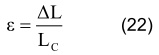 ε = ΔL / L_C (22)